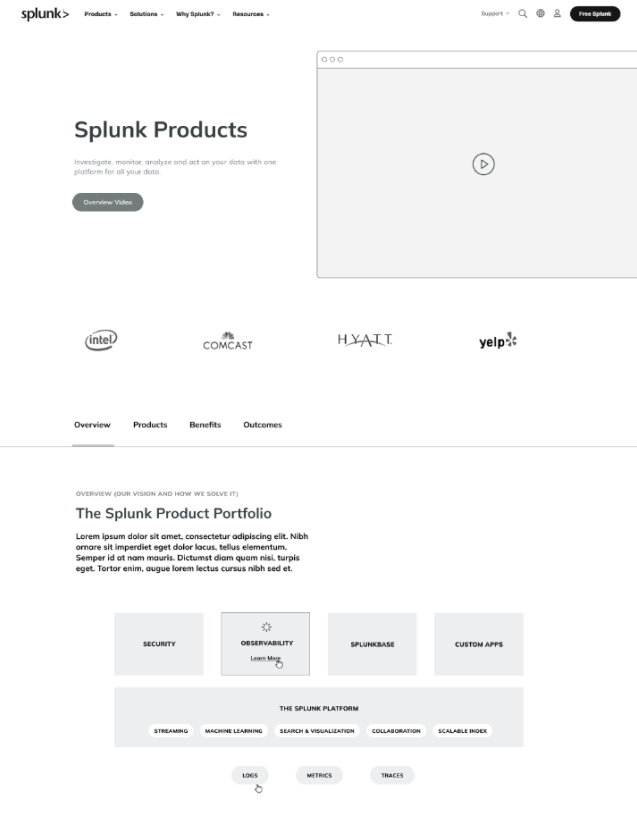 splunk>
Products
Solutions
Why Splunk?
Resources
Support
Free Splunk
Splunk Products
Investigate, monitor, analyze and act on your data with one
platform for all your data.
Overview Video
intel
COMCAST
HYATT
yelp
Overview
Products
Benefits
Outcomes
OVERVIEW (OUR VISION AND HOW WE SOLVE IT)
The Splunk Product Portfolio
Lorem ipsum dolor sit amet, consectetur adipiscing elit. Nibh
ornare sit imperdiet eget dolor lacus, tellus elementum.
Semper id at nam mauris. Dictumst diam quam nisi, turpis
eget. Tortor enim, augue lorem lectus cursus nibh sed et.
SECURITY
OBSERVABILITY
Learn More
SPLUNKBASE
CUSTOM APPS
THE SPLUNK PLATFORM
STREAMING
MACHINE LEARNING
SEARCH & VISUALIZATION
COLLABORATION
SCALABLE INDEX
LOGS
METRICS
TRACES